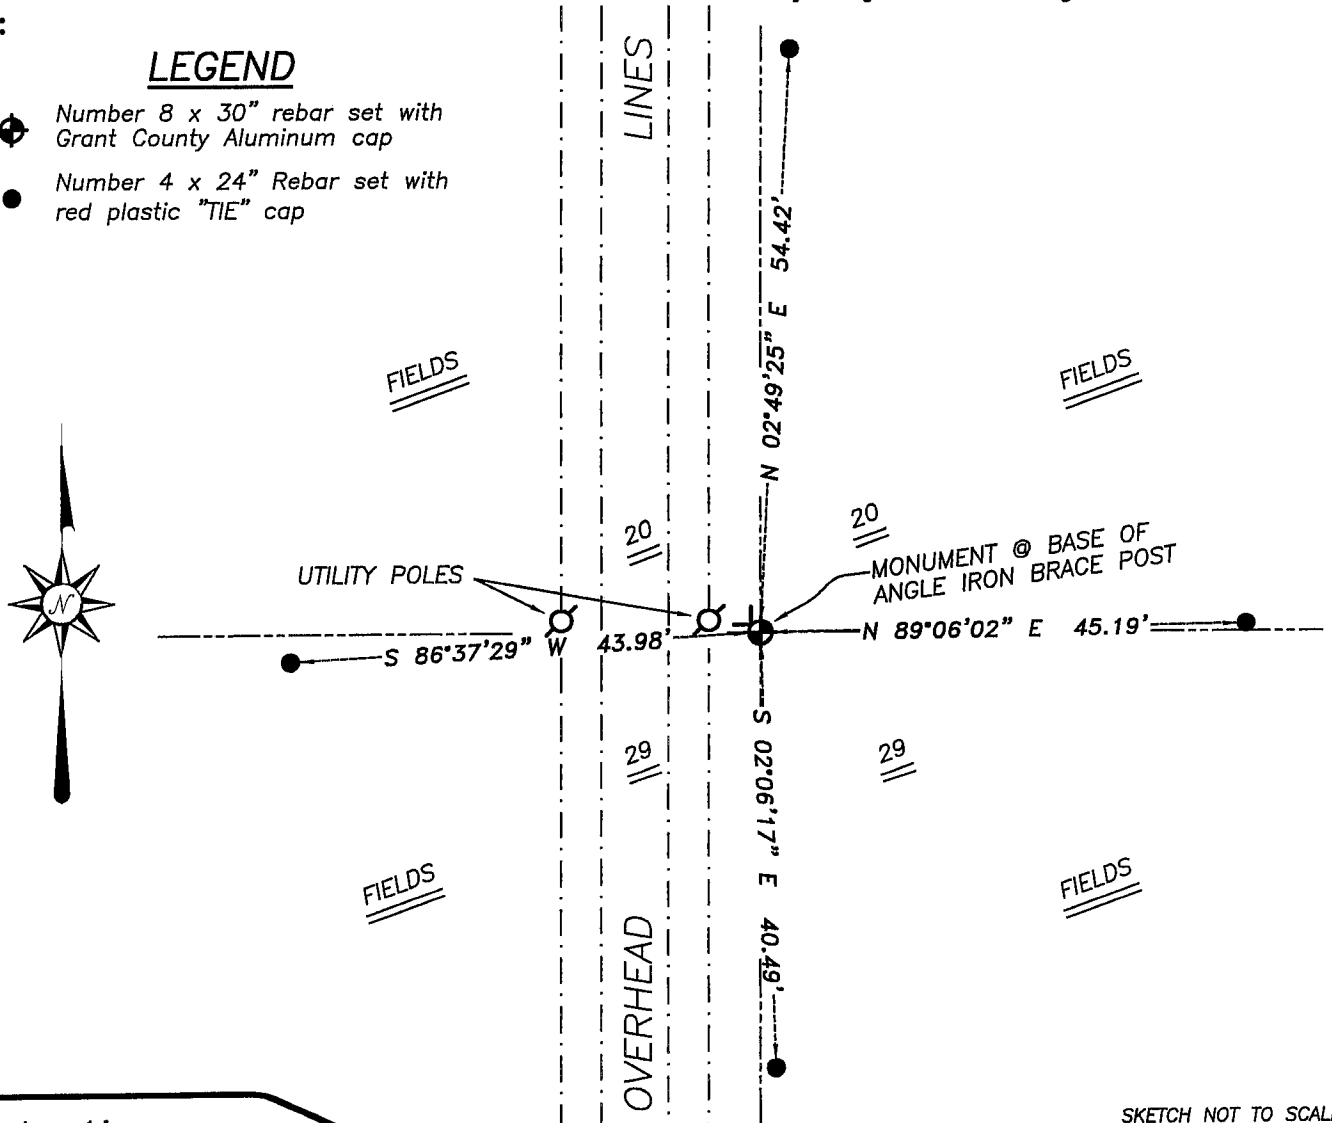 :
LEGEND
Number 8 x 30" rebar set with
Grant County Aluminum cap
Number 4 x 24" Rebar set with
red plastic "TIE" cap
LINES
N 02°49'25" E 54.42'
FIELDS
FIELDS
20
20
MONUMENT @ BASE OF
ANGLE IRON BRACE POST
UTILITY POLES
N
S 86°37'29" W 43.98'
N 89°06'02" E 45.19'
S 02°06'17" E 40.49'
29
29
FIELDS
FIELDS
OVERHEAD
SKETCH NOT TO SCALE